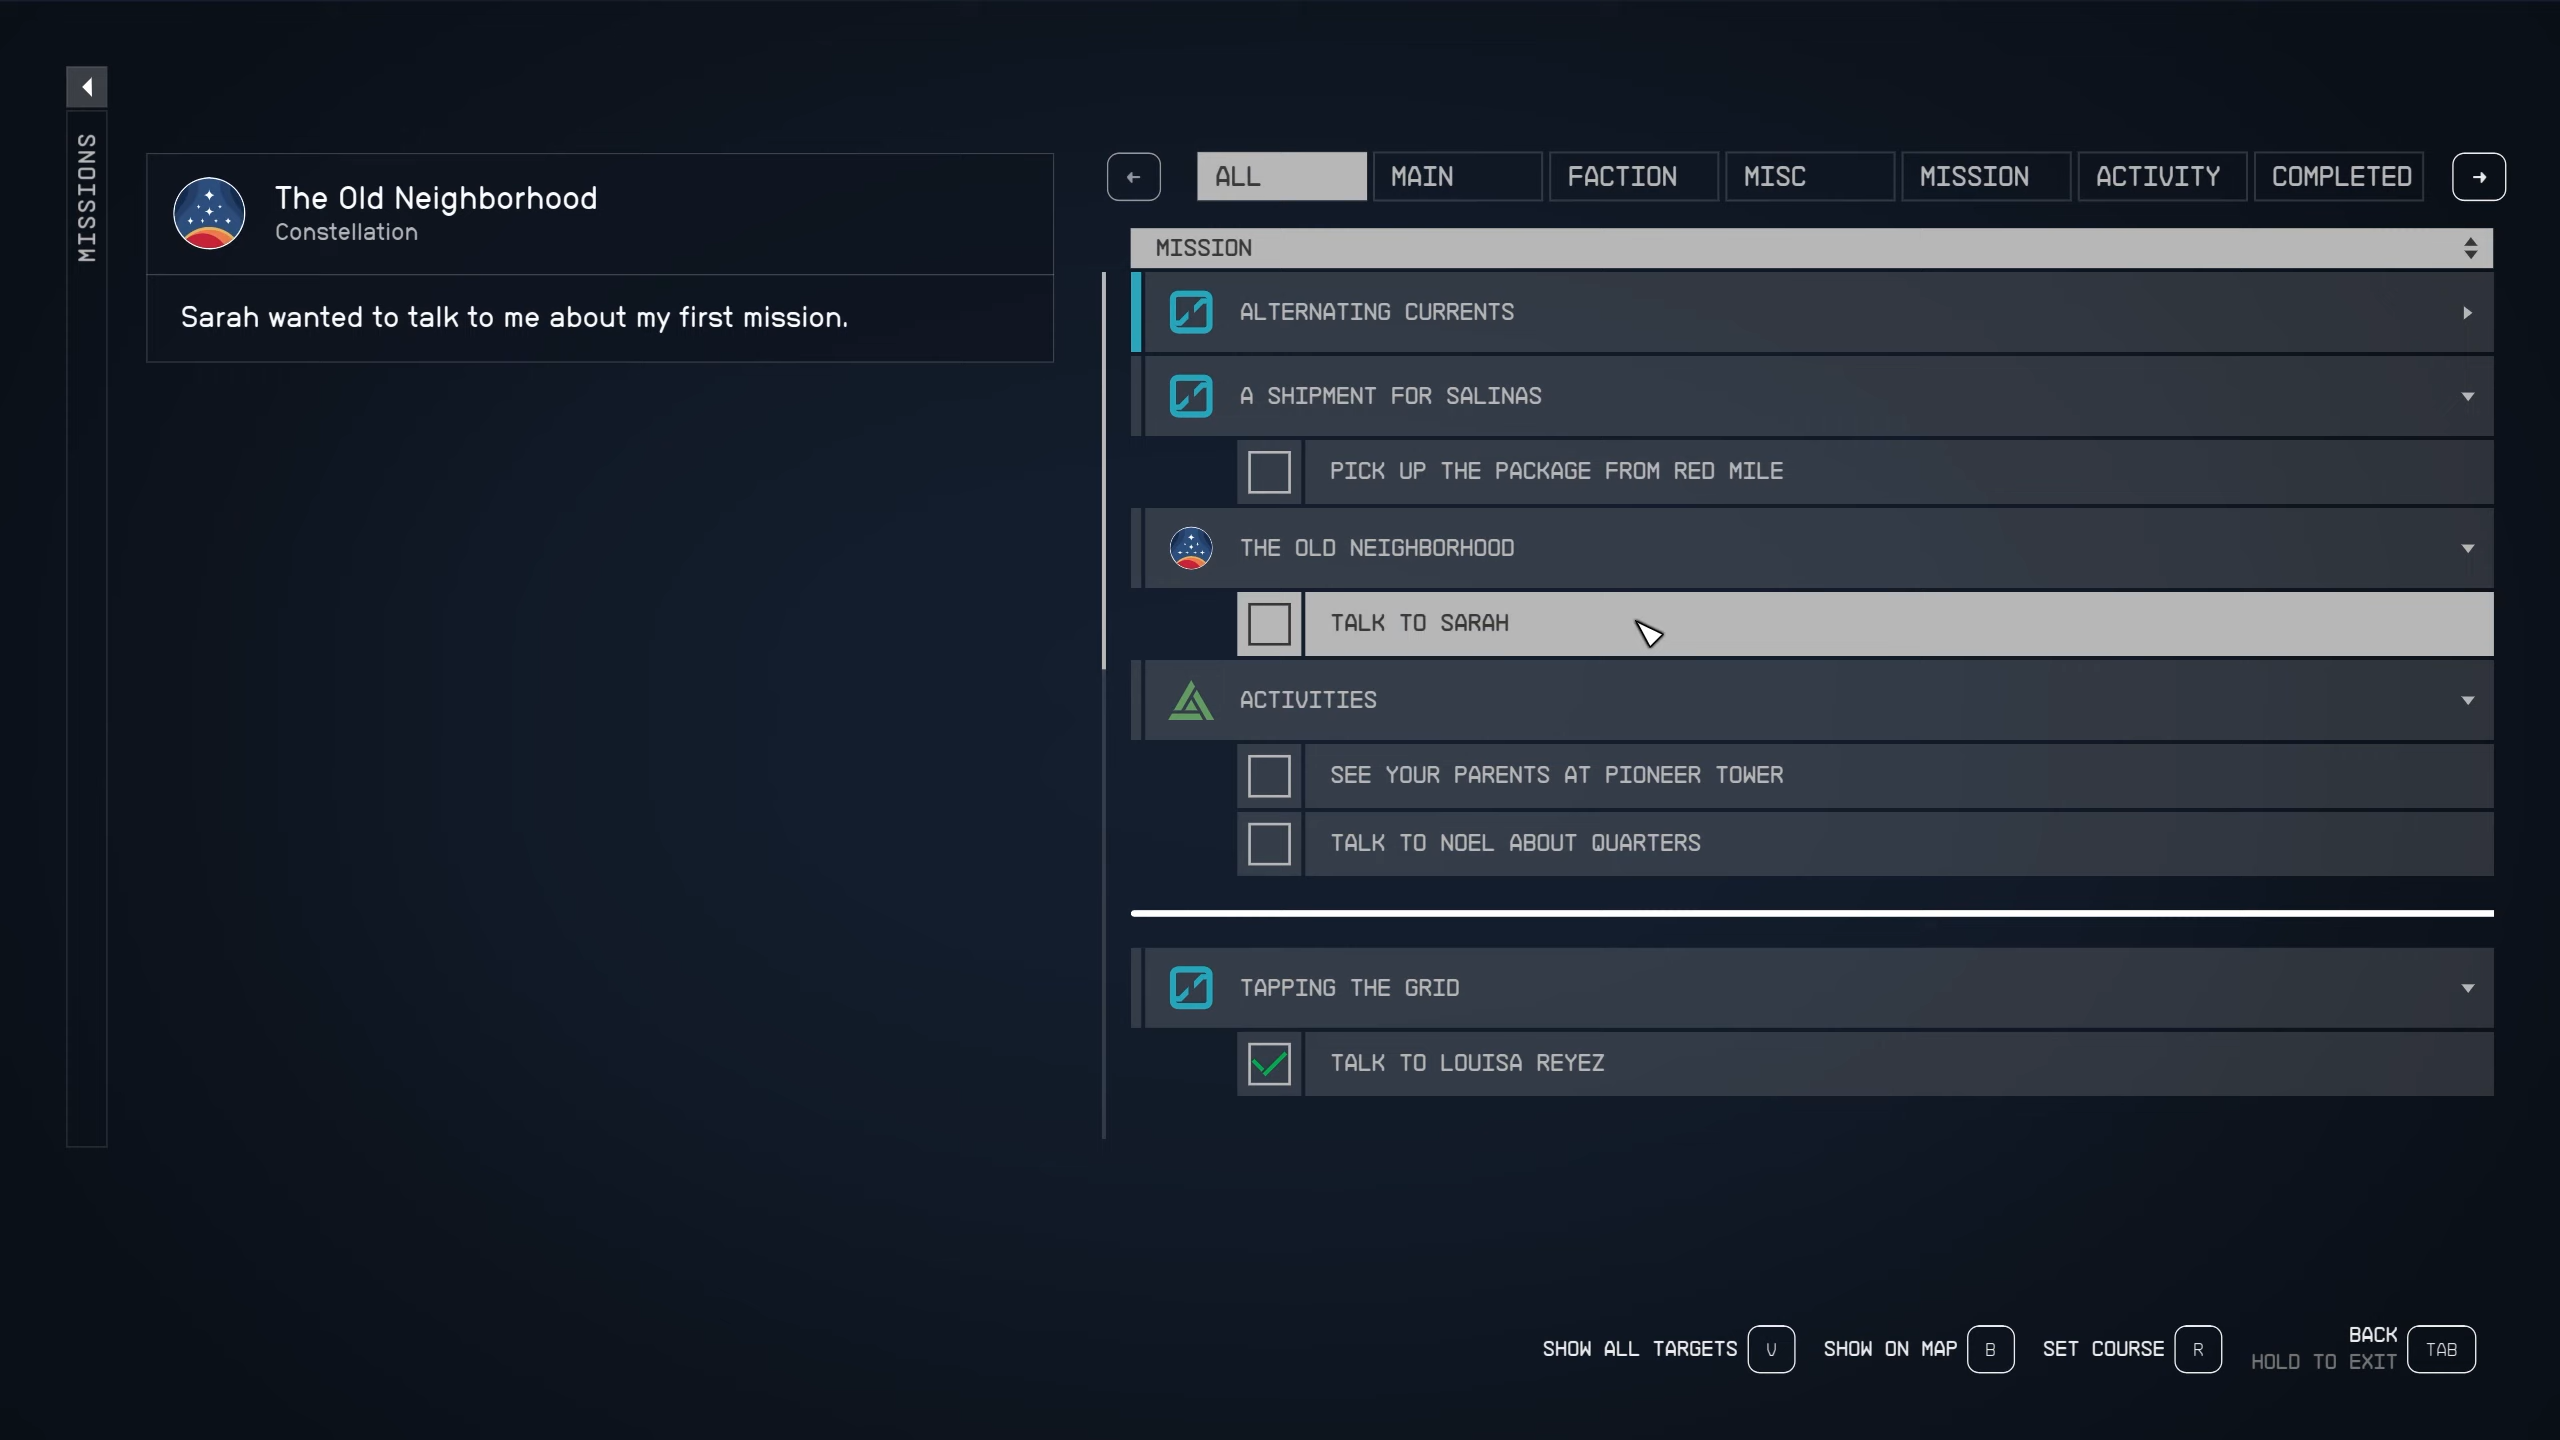 MISSIONS
The Old Neighborhood
Constellation
Sarah wanted to talk to me about my first mission.
ALL MAIN FACTION MISC MISSION ACTIVITY COMPLETED
MISSION
ALTERNATING CURRENTS
A SHIPMENT FOR SALINAS
PICK UP THE PACKAGE FROM RED MILE
THE OLD NEIGHBORHOOD
TALK TO SARAH
ACTIVITIES
SEE YOUR PARENTS AT PIONEER TOWER
TALK TO NOEL ABOUT QUARTERS
TAPPING THE GRID
TALK TO LOUISA REYEZ
SHOW ALL TARGETS V SHOW ON MAP B SET COURSE R BACK TAB
HOLD TO EXIT